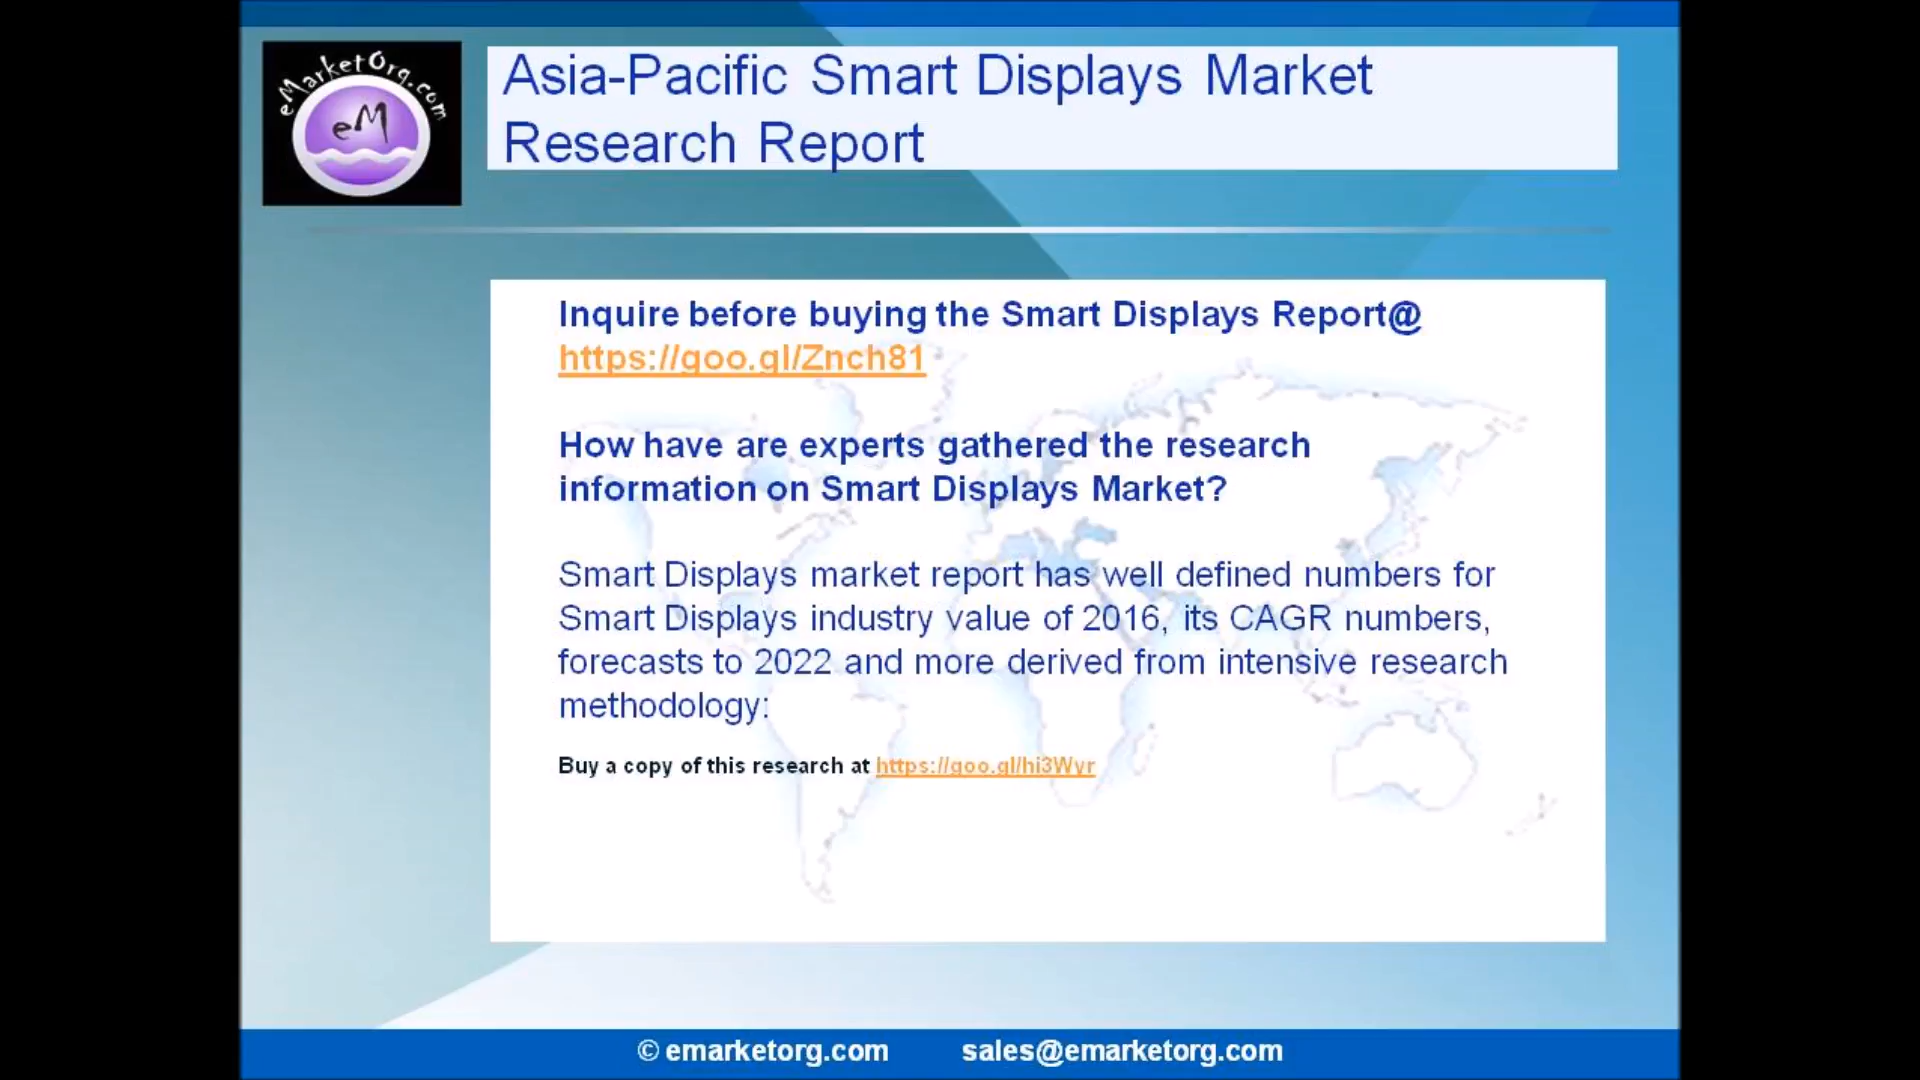 eMarketOrg.com
eM
Asia-Pacific Smart Displays Market
Research Report
Inquire before buying the Smart Displays Report@
https://goo.gl/Znch81
How have are experts gathered the research
information on Smart Displays Market?
Smart Displays market report has well defined numbers for
Smart Displays industry value of 2016, its CAGR numbers,
forecasts to 2022 and more derived from intensive research
methodology:
Buy a copy of this research at https://goo.gl/hi3Wyr
© emarketorg.com sales@emarketorg.com